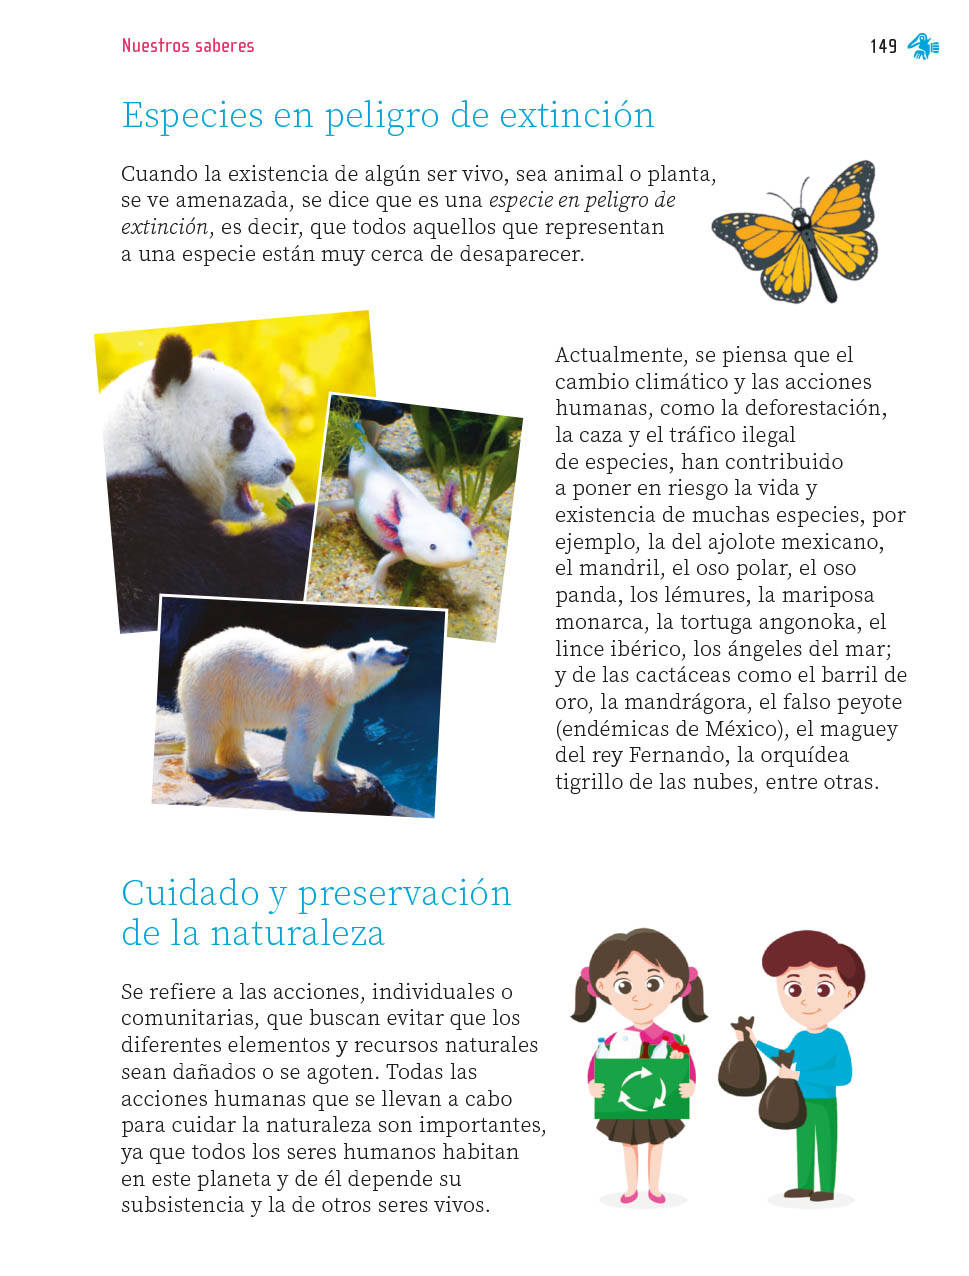 Nuestros saberes
149
Especies en peligro de extinción
Cuando la existencia de algún ser vivo, sea animal o planta,
se ve amenazada, se dice que es una especie en peligro de
extinción, es decir, que todos aquellos que representan
a una especie están muy cerca de desaparecer.
Actualmente, se piensa que el
cambio climático y las acciones
humanas, como la deforestación,
la caza y el tráfico ilegal
de especies, han contribuido
a poner en riesgo la vida y
existencia de muchas especies, por
ejemplo, la del ajolote mexicano,
el mandril, el oso polar, el oso
panda, los lémures, la mariposa
monarca, la tortuga angonoka, el
lince ibérico, los ángeles del mar;
y de las cactáceas como el barril de
oro, la mandrágora, el falso peyote
(endémicas de México), el maguey
del rey Fernando, la orquídea
tigrillo de las nubes, entre otras.
Cuidado y preservación
de la naturaleza
Se refiere a las acciones, individuales o
comunitarias, que buscan evitar que los
diferentes elementos y recursos naturales
sean dañados o se agoten. Todas las
acciones humanas que se llevan a cabo
para cuidar la naturaleza son importantes,
ya que todos los seres humanos habitan
en este planeta y de él depende su
subsistencia y la de otros seres vivos.